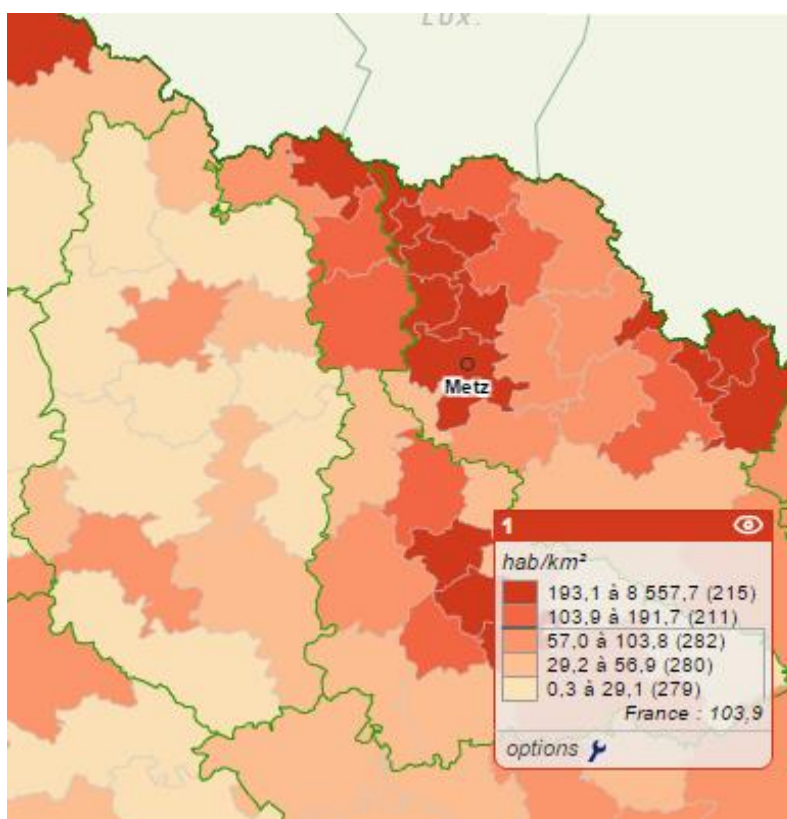 LUX.
Metz
1
hab/km²
193,1 à 8 557,7 (215)
103,9 à 191,7 (211)
57,0 à 103,8 (282)
29,2 à 56,9 (280)
0,3 à 29,1 (279)
France : 103,9
options